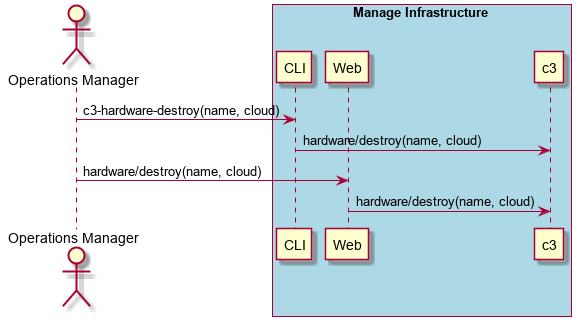 Manage Infrastructure
Operations Manager
CLI
Web
c3
c3-hardware-destroy(name, cloud)
hardware/destroy(name, cloud)
hardware/destroy(name, cloud)
hardware/destroy(name, cloud)
Operations Manager
CLI
Web
c3